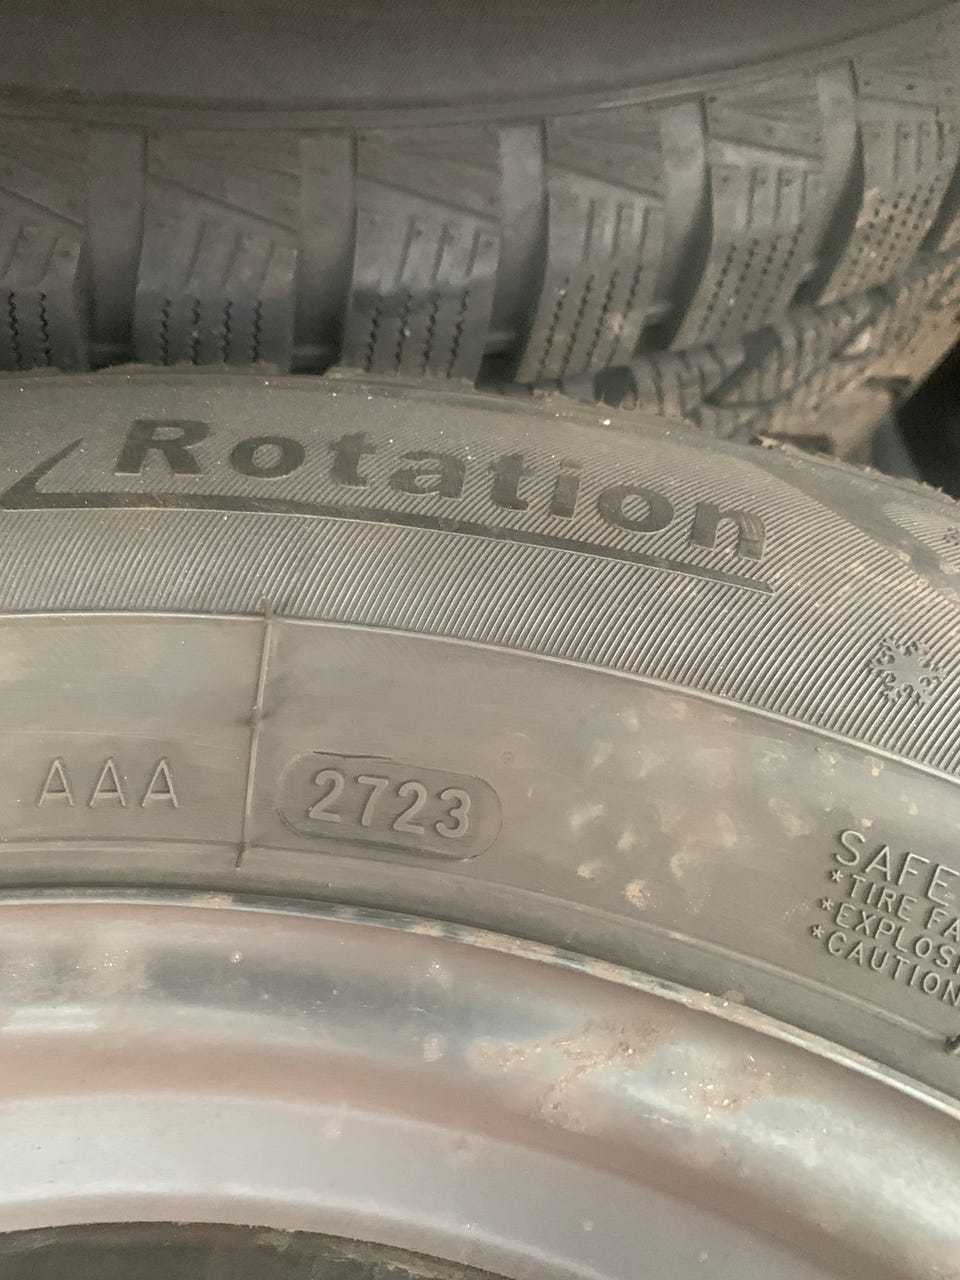 Rotation
AAA
2723
SAFE
*TIRE FA
*EXPLOSI
*CAUTION